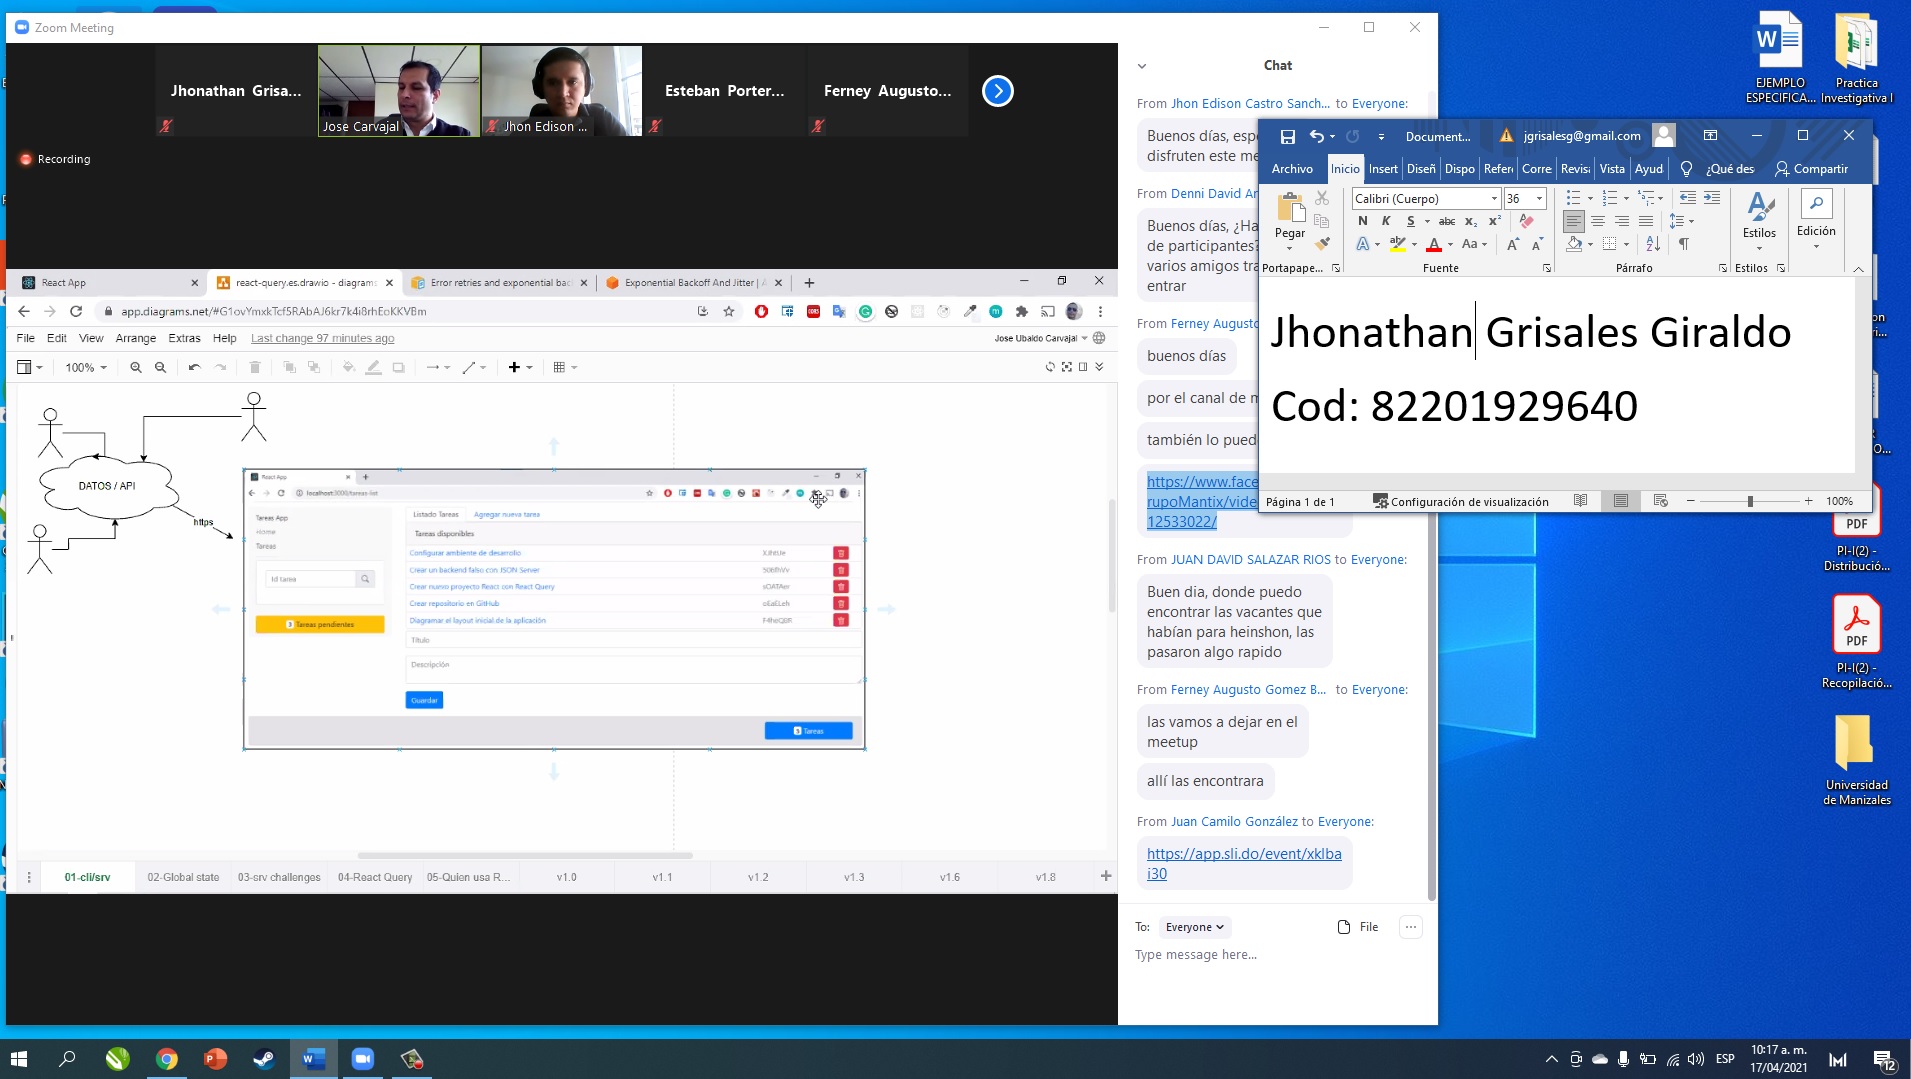 Zoom Meeting
Jhonathan Grisa...
Jose Carvajal
Jhon Edison ...
Esteban Porter...
Ferney Augusto...
Recording
React App
react-query.es.drawio - diagrams
Error retries and exponential bac
Exponential Backoff And Jitter | A
app.diagrams.net/#G1ovYmxkTcf5RAbAJ6kr7k4i8rhEoKKVBm
File Edit View Arrange Extras Help Last change 97 minutes ago
Jose Ubaldo Carvajal
100%
DATOS / API
https
React App
localhost:3000/tareas-list
Tareas App
Home
Tareas
Id tarea
3 Tareas pendientes
Listado Tareas Agregar nueva tarea
Tareas disponibles
Configurar ambiente de desarrollo
Crear un backend falso con JSON Server
Crear nuevo proyecto React con React Query
Crear repositorio en GitHub
Diagramar el layout inicial de la aplicación
Título
Descripción
Guardar
3 Tareas
01-cli/srv 02-Global state 03-srv challenges 04-React Query 05-Quien usa R... v1.0 v1.1 v1.2 v1.3 v1.6 v1.8
Chat
From Jhon Edison Castro Sanch... to Everyone:
Buenos días, esp
disfruten este me
From Denni David Ar
Buenos días, ¿Ha
de participantes?
varios amigos tra
entrar
From Ferney Augusto
buenos días
por el canal de m
también lo pued
https://www.face
rupoMantix/vide
12533022/
From JUAN DAVID SALAZAR RIOS to Everyone:
Buen dia, donde puedo
encontrar las vacantes que
habían para heinshon, las
pasaron algo rapido
From Ferney Augusto Gomez B... to Everyone:
las vamos a dejar en el
meetup
allí las encontrara
From Juan Camilo González to Everyone:
https://app.sli.do/event/xklba
i30
To: Everyone
File
Type message here...
Document...
jgrisalesg@gmail.com
Archivo Inicio Insert Diseñ Dispo Refer Corre Revis Vista Ayud ¿Qué des Compartir
Pegar
Calibri (Cuerpo) 36
N K S abc x₂ x²
Aa
Estilos
Edición
Portapape... Fuente Párrafo Estilos
Jhonathan Grisales Giraldo
Cod: 82201929640
Página 1 de 1 Configuración de visualización 100%
EJEMPLO
ESPECIFICA...
Practica
Investigativa I
PDF
PI-I(2) -
Distribució...
PDF
PI-I(2) -
Recopilació...
Universidad
de Manizales
ESP
10:17 a. m.
17/04/2021
12